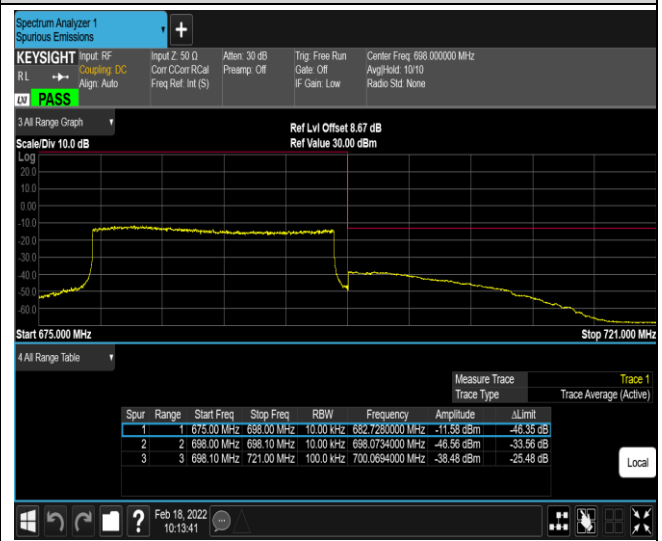 Spectrum Analyzer 1
Spurious Emissions
+
KEYSIGHT Input: RF Input Z: 50 Ω Atten: 30 dB Trig: Free Run Center Freq: 698.000000 MHz
RL Coupling: DC Corr CCorr RCal Preamp: Off Gate: Off Avg|Hold: 10/10
Align: Auto Freq Ref: Int (S) IF Gain: Low Radio Std: None
LXI PASS
3 All Range Graph
Ref Lvl Offset 8.67 dB
Scale/Div 10.0 dB Ref Value 30.00 dBm
Log
20.0
10.0
0.00
-10.0
-20.0
-30.0
-40.0
-50.0
-60.0
Start 675.000 MHz Stop 721.000 MHz
4 All Range Table
Measure Trace Trace 1
Trace Type Trace Average (Active)
Spur Range Start Freq Stop Freq RBW Frequency Amplitude ΔLimit
1 1 675.00 MHz 698.00 MHz 10.00 kHz 682.7280000 MHz -11.58 dBm -46.35 dB
2 2 698.00 MHz 698.10 MHz 10.00 kHz 698.0734000 MHz -46.56 dBm -33.56 dB
3 3 698.10 MHz 721.00 MHz 100.0 kHz 700.0694000 MHz -38.48 dBm -25.48 dB
Local
? Feb 18, 2022
10:13:41